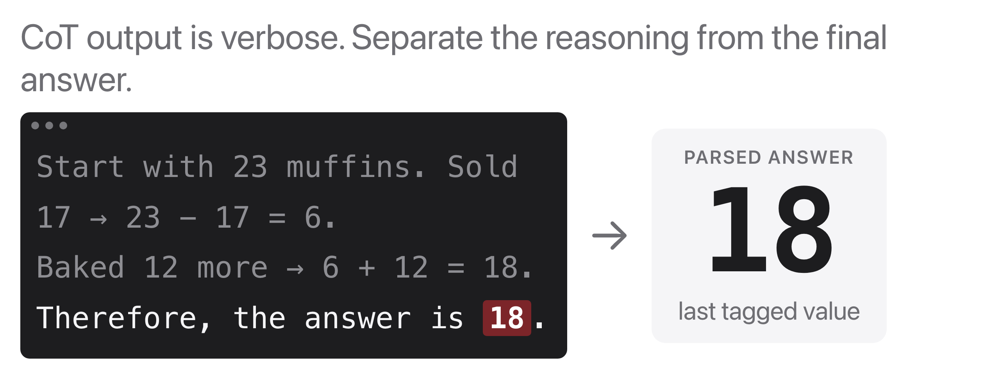 CoT output is verbose. Separate the reasoning from the final
answer.
Start with 23 muffins. Sold
17 → 23 − 17 = 6.
Baked 12 more → 6 + 12 = 18.
Therefore, the answer is 18.
→
PARSED ANSWER
18
last tagged value